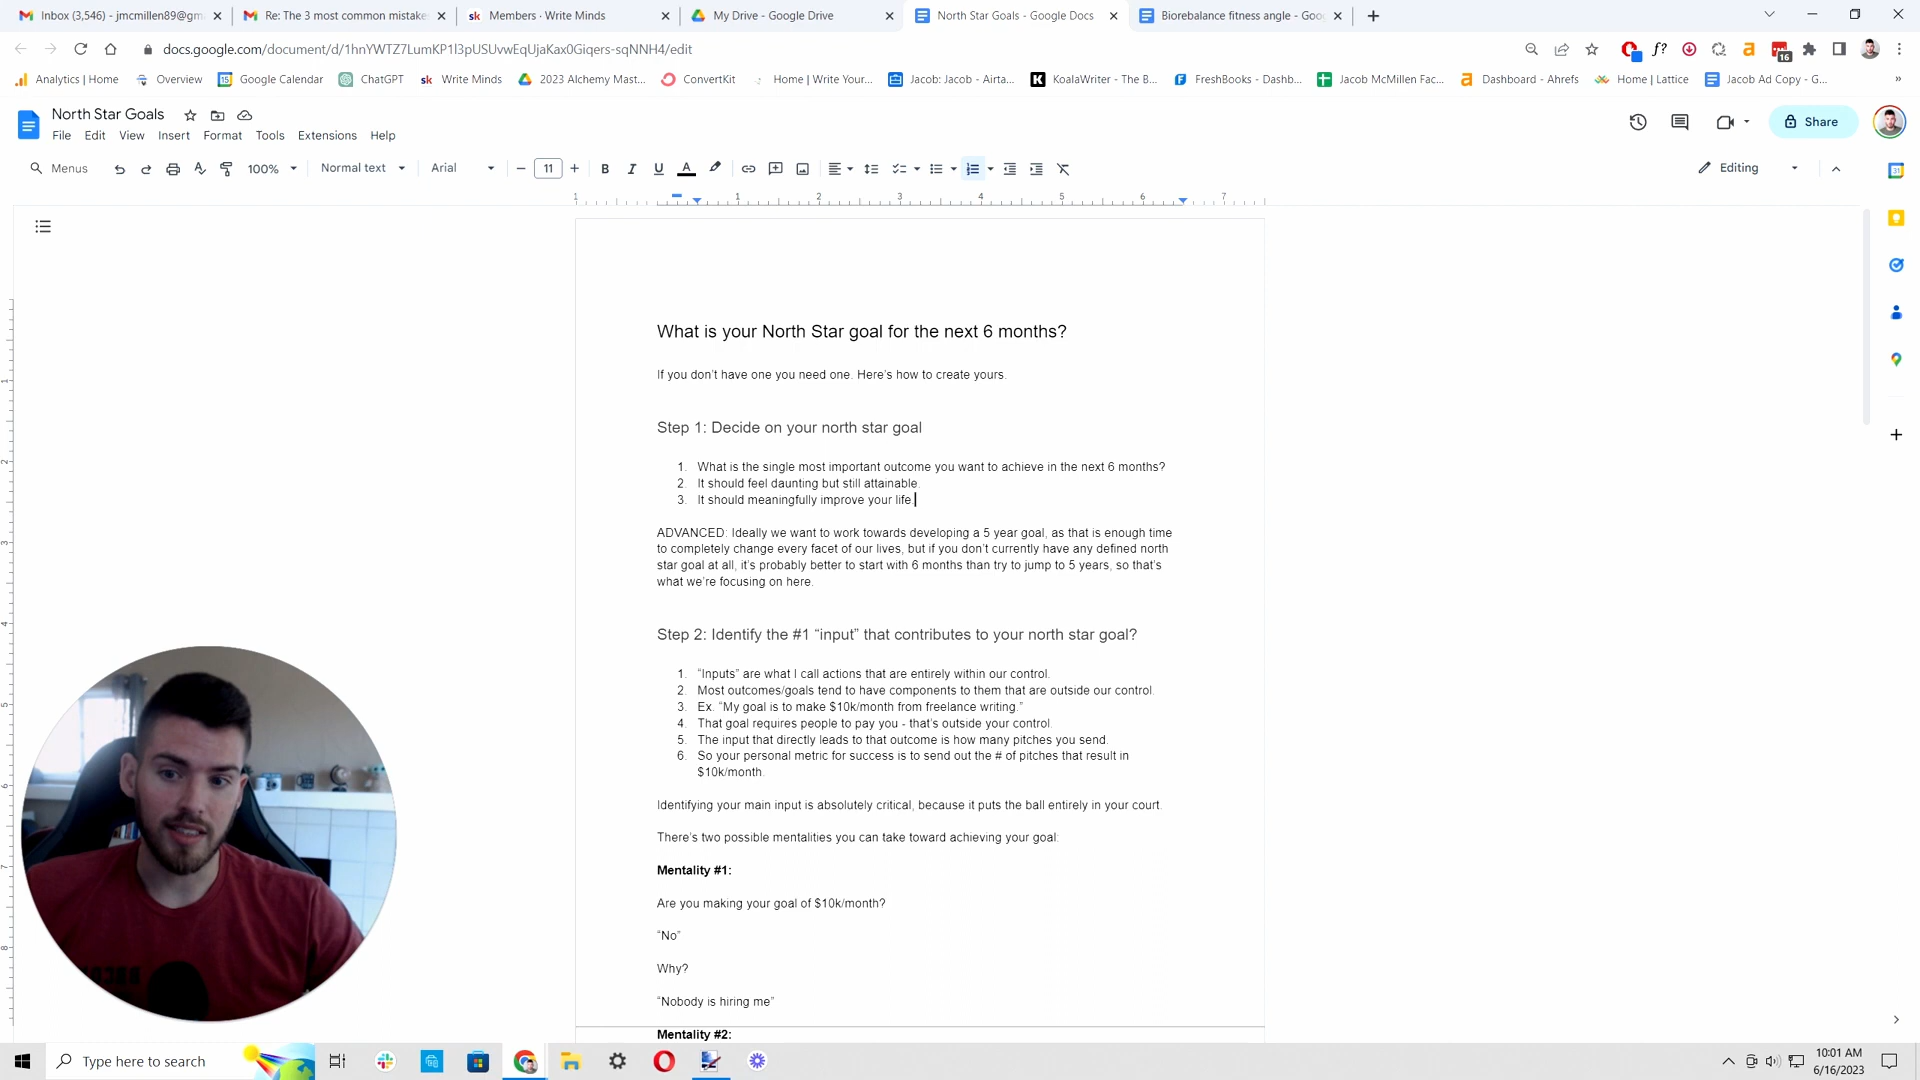 Inbox (3,546) - jmcmillen89@gm
Re: The 3 most common mistake
Members · Write Minds
My Drive - Google Drive
North Star Goals - Google Docs
Biorebalance fitness angle - Goo
docs.google.com/document/d/1hnYWTZ7LumKP1l3pUSUvwEqUjaKax0Giqers-sqNNH4/edit
16
Analytics | Home
Overview
Google Calendar
ChatGPT
sk Write Minds
2023 Alchemy Mast...
ConvertKit
Home | Write Your...
Jacob: Jacob - Airta...
KoalaWriter - The B...
FreshBooks - Dashb...
Jacob McMillen Fac...
Dashboard - Ahrefs
Home | Lattice
Jacob Ad Copy - G...
North Star Goals
File Edit View Insert Format Tools Extensions Help
Share
Menus
100%
Normal text
Arial
11
Editing
1 1 2 3 4 5 6 7
What is your North Star goal for the next 6 months?
If you don't have one you need one. Here's how to create yours.
Step 1: Decide on your north star goal
1. What is the single most important outcome you want to achieve in the next 6 months?
2. It should feel daunting but still attainable.
3. It should meaningfully improve your life.
ADVANCED: Ideally we want to work towards developing a 5 year goal, as that is enough time
to completely change every facet of our lives, but if you don't currently have any defined north
star goal at all, it's probably better to start with 6 months than try to jump to 5 years, so that's
what we're focusing on here.
Step 2: Identify the #1 “input” that contributes to your north star goal?
1. “Inputs” are what I call actions that are entirely within our control.
2. Most outcomes/goals tend to have components to them that are outside our control.
3. Ex. “My goal is to make $10k/month from freelance writing.”
4. That goal requires people to pay you - that's outside your control.
5. The input that directly leads to that outcome is how many pitches you send.
6. So your personal metric for success is to send out the # of pitches that result in
$10k/month.
Identifying your main input is absolutely critical, because it puts the ball entirely in your court.
There's two possible mentalities you can take toward achieving your goal:
Mentality #1:
Are you making your goal of $10k/month?
“No”
Why?
“Nobody is hiring me”
Mentality #2:
Type here to search
10:01 AM
6/16/2023